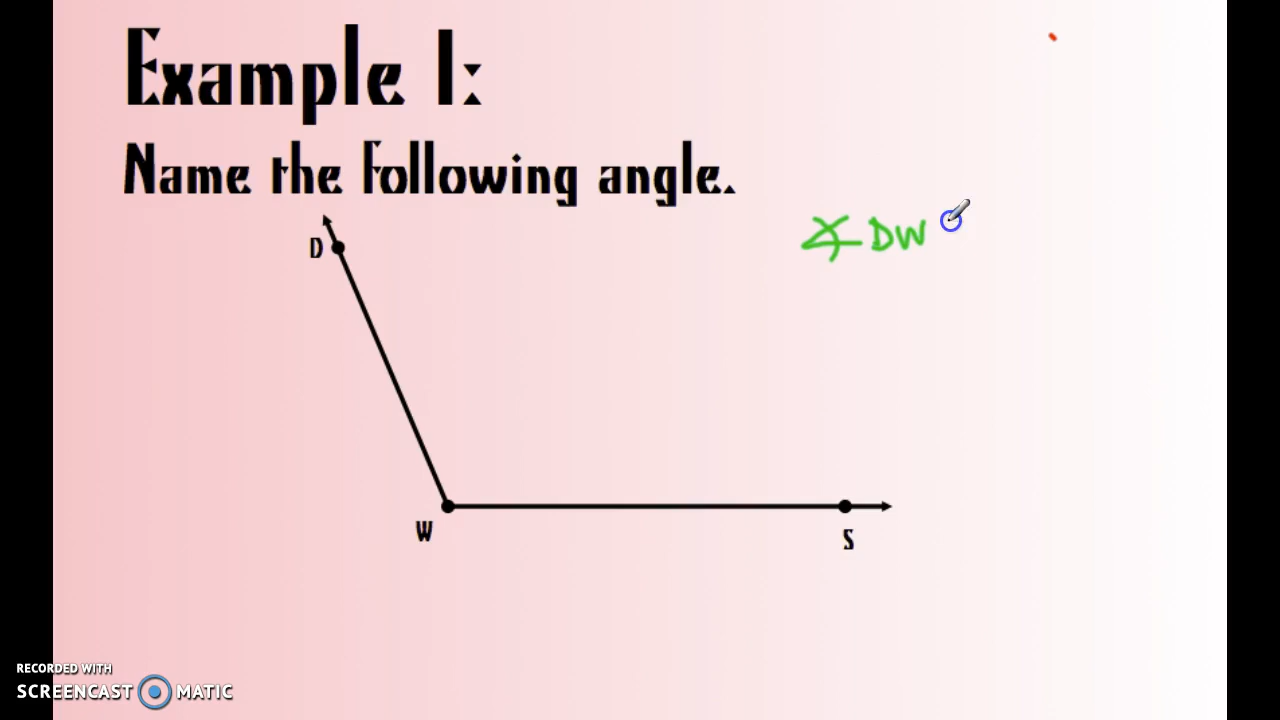 Example 1:
Name the following angle.
∡DW
D
W
S
RECORDED WITH
SCREENCAST MATIC